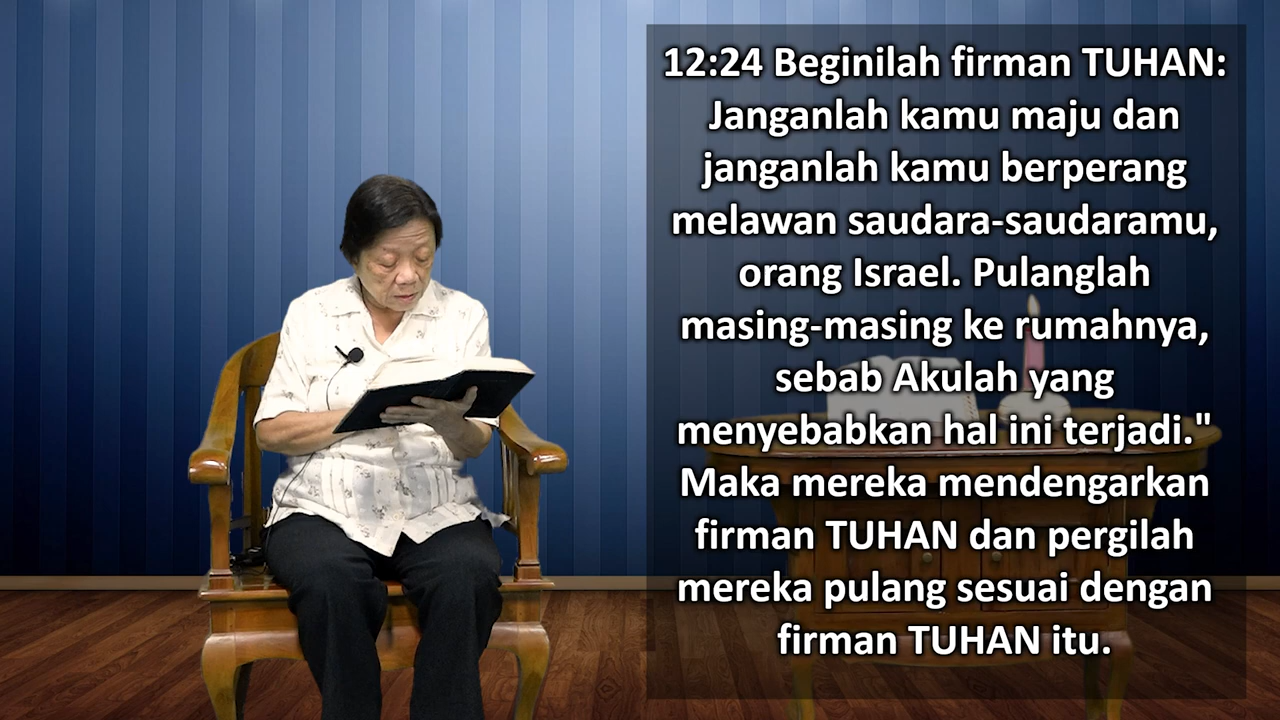 12:24 Beginilah firman TUHAN:
Janganlah kamu maju dan
janganlah kamu berperang
melawan saudara-saudaramu,
orang Israel. Pulanglah
masing-masing ke rumahnya,
sebab Akulah yang
menyebabkan hal ini terjadi."
Maka mereka mendengarkan
firman TUHAN dan pergilah
mereka pulang sesuai dengan
firman TUHAN itu.